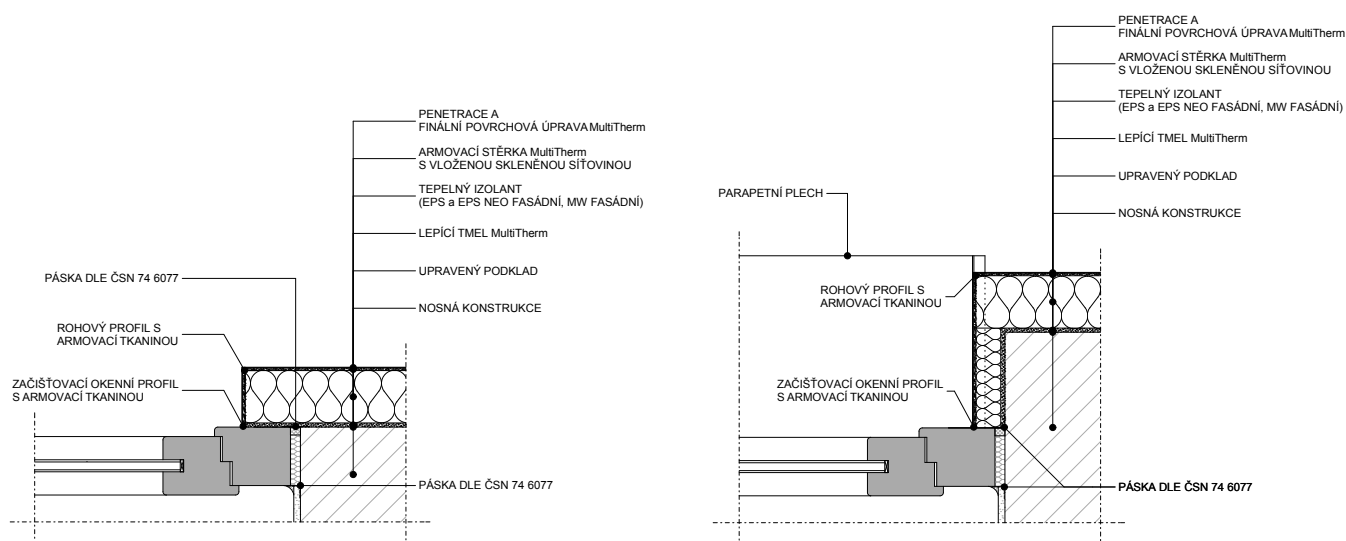 PENETRACE A
FINÁLNÍ POVRCHOVÁ ÚPRAVA MultiTherm
ARMOVACÍ STĚRKA MultiTherm
S VLOŽENOU SKLENĚNOU SÍŤOVINOU
TEPELNÝ IZOLANT
(EPS a EPS NEO FASÁDNÍ, MW FASÁDNÍ)
LEPÍCÍ TMEL MultiTherm
UPRAVENÝ PODKLAD
PÁSKA DLE ČSN 74 6077
NOSNÁ KONSTRUKCE
ROHOVÝ PROFIL S
ARMOVACÍ TKANINOU
ZAČIŠŤOVACÍ OKENNÍ PROFIL
S ARMOVACÍ TKANINOU
PÁSKA DLE ČSN 74 6077
PENETRACE A
FINÁLNÍ POVRCHOVÁ ÚPRAVA MultiTherm
ARMOVACÍ STĚRKA MultiTherm
S VLOŽENOU SKLENĚNOU SÍŤOVINOU
TEPELNÝ IZOLANT
(EPS a EPS NEO FASÁDNÍ, MW FASÁDNÍ)
LEPÍCÍ TMEL MultiTherm
UPRAVENÝ PODKLAD
PARAPETNÍ PLECH
NOSNÁ KONSTRUKCE
ROHOVÝ PROFIL S
ARMOVACÍ TKANINOU
ZAČIŠŤOVACÍ OKENNÍ PROFIL
S ARMOVACÍ TKANINOU
PÁSKA DLE ČSN 74 6077